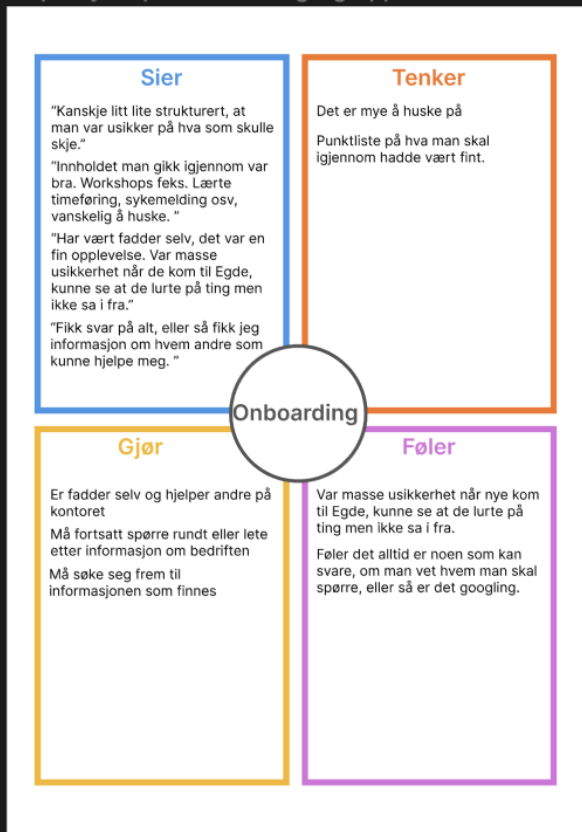 Sier
“Kanskje litt lite strukturert, at
man var usikker på hva som skulle
skje.”
“Innholdet man gikk igjennom var
bra. Workshops feks. Lærte
timeføring, sykemelding osv,
vanskelig å huske. ”
“Har vært fadder selv, det var en
fin opplevelse. Var masse
usikkerhet når de kom til Egde,
kunne se at de lurte på ting men
ikke sa i fra.”
“Fikk svar på alt, eller så fikk jeg
informasjon om hvem andre som
kunne hjelpe meg. ”
Tenker
Det er mye å huske på
Punktliste på hva man skal
igjennom hadde vært fint.
Onboarding
Gjør
Er fadder selv og hjelper andre på
kontoret
Må fortsatt spørre rundt eller lete
etter informasjon om bedriften
Må søke seg frem til
informasjonen som finnes
Føler
Var masse usikkerhet når nye kom
til Egde, kunne se at de lurte på
ting men ikke sa i fra.
Føler det alltid er noen som kan
svare, om man vet hvem man skal
spørre, eller så er det googling.